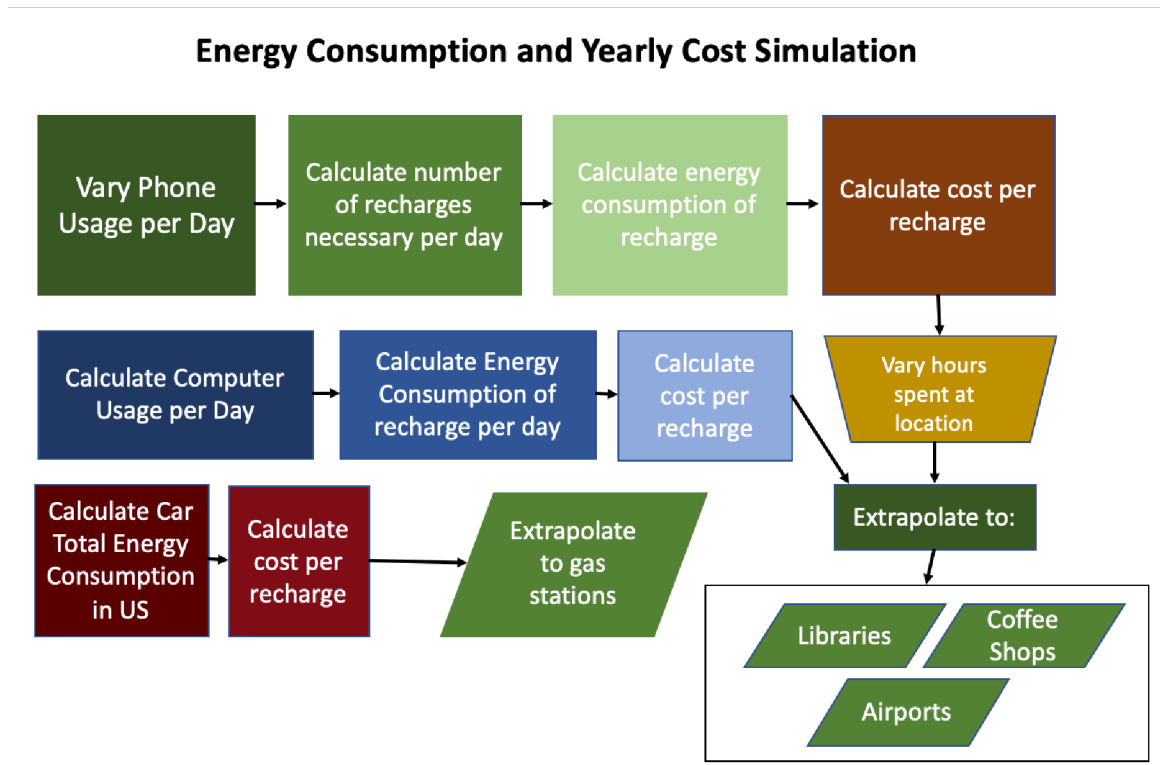 Energy Consumption and Yearly Cost Simulation
Vary Phone
Usage per Day
Calculate number
of recharges
necessary per day
Calculate energy
consumption of
recharge
Calculate cost per
recharge
Calculate Computer
Usage per Day
Calculate Energy
Consumption of
recharge per day
Calculate
cost per
recharge
Vary hours
spent at
location
Calculate Car
Total Energy
Consumption
in US
Calculate
cost per
recharge
Extrapolate
to gas
stations
Extrapolate to:
Libraries
Coffee
Shops
Airports